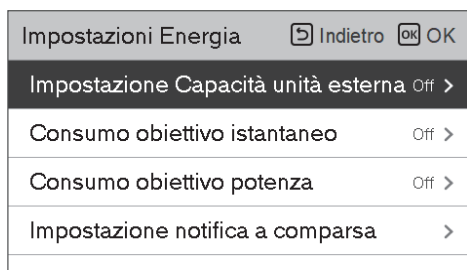 Impostazioni Energia Indietro OK OK
Impostazione Capacità unità esterna Off >
Consumo obiettivo istantaneo Off >
Consumo obiettivo potenza Off >
Impostazione notifica a comparsa >